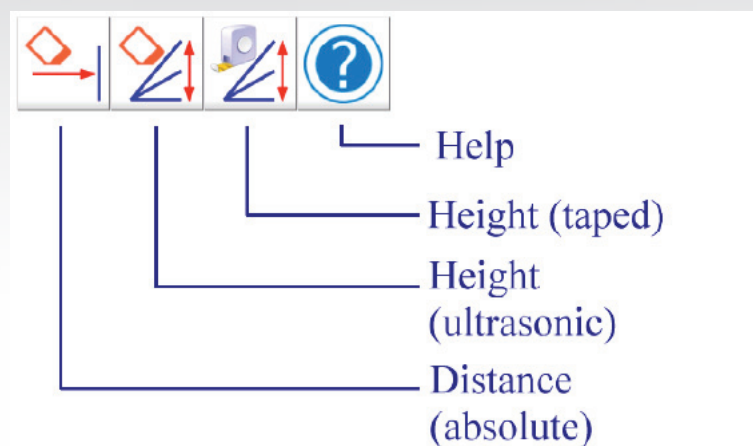 ?
Help
Height (taped)
Height
(ultrasonic)
Distance
(absolute)